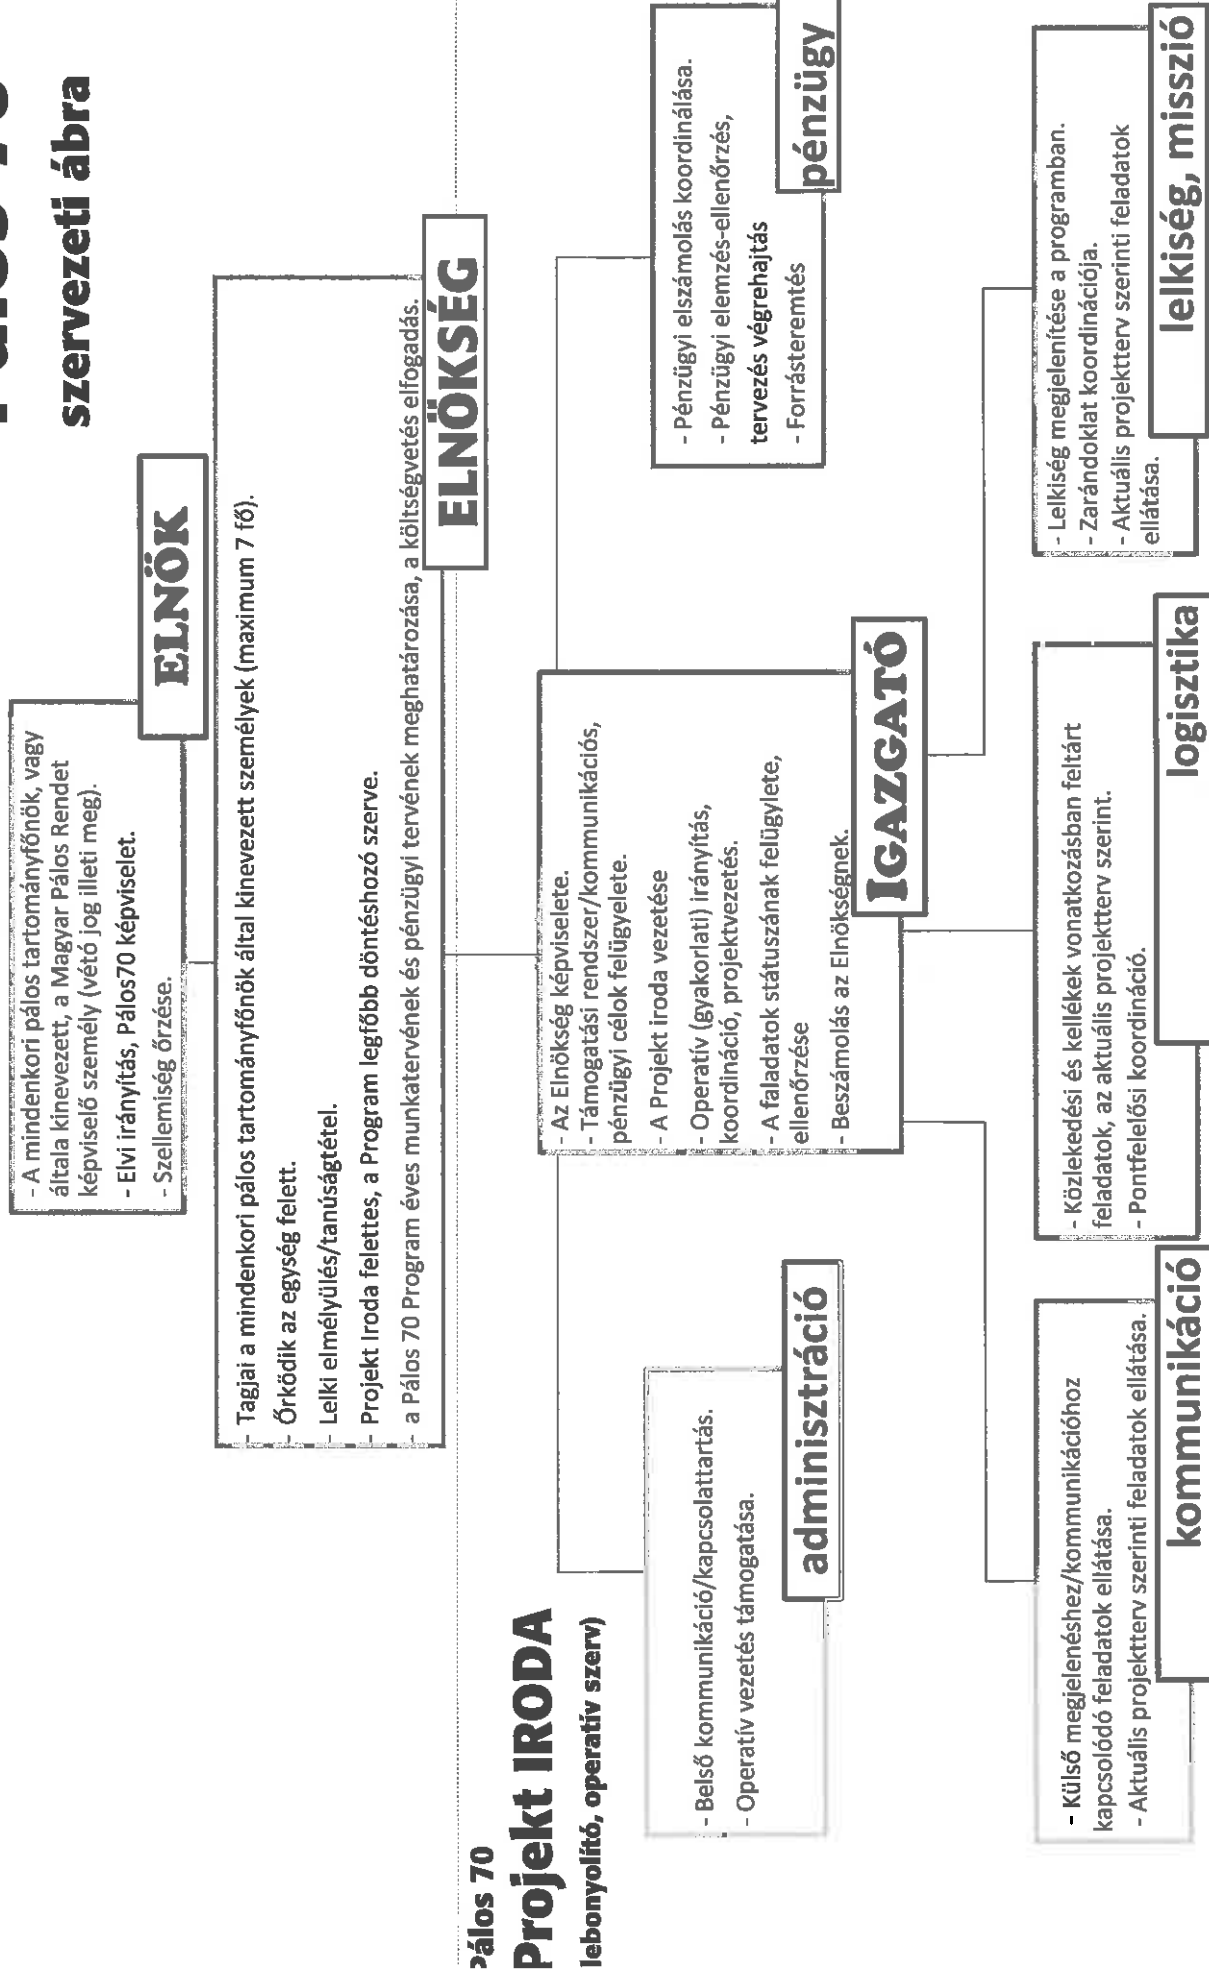 szervezeti ábra
- A mindenkori pálos tartományfőnök, vagy
általa kinevezett, a Magyar Pálos Rendet
képviselő személy (vétó jog illeti meg).
- Elvi irányítás, Pálos70 képviselet.
- Szellemiség őrzése.
ELNÖK
- Tagjai a mindenkori pálos tartományfőnök által kinevezett személyek (maximum 7 fő).
- Őrködik az egység felett.
- Lelki elmélyülés/tanúságtétel.
- Projekt Iroda felettes, a Program legfőbb döntéshozó szerve.
- a Pálos 70 Program éves munkatervének és pénzügyi tervének meghatározása, a költségvetés elfogadás.
ELNÖKSÉG
Pálos 70
Projekt IRODA
lebonyolító, operatív szerv)
- Belső kommunikáció/kapcsolattartás.
- Operatív vezetés támogatása.
adminisztráció
- Az Elnökség képviselete.
- Támogatási rendszer/kommunikációs,
pénzügyi célok felügyelete.
- A Projekt iroda vezetése
- Operatív (gyakorlati) irányítás,
koordináció, projektvezetés.
- A faladatok státuszának felügylete,
ellenőrzése
- Beszámolás az Elnökségnek.
IGAZGATÓ
- Pénzügyi elszámolás koordinálása.
- Pénzügyi elemzés-ellenőrzés,
tervezés végrehajtás
- Forrásteremtés
pénzügy
- Külső megjelenéshez/kommunikációhoz
kapcsolódó feladatok ellátása.
- Aktuális projektterv szerinti feladatok ellátása.
kommunikáció
- Közlekedési és kellékek vonatkozásban feltárt
feladatok, az aktuális projektterv szerint.
- Pontfelelősi koordináció.
logisztika
- Lelkiség megjelenítése a programban.
- Zarándoklat koordinációja.
- Aktuális projektterv szerinti feladatok
ellátása.
lelkiség, misszió